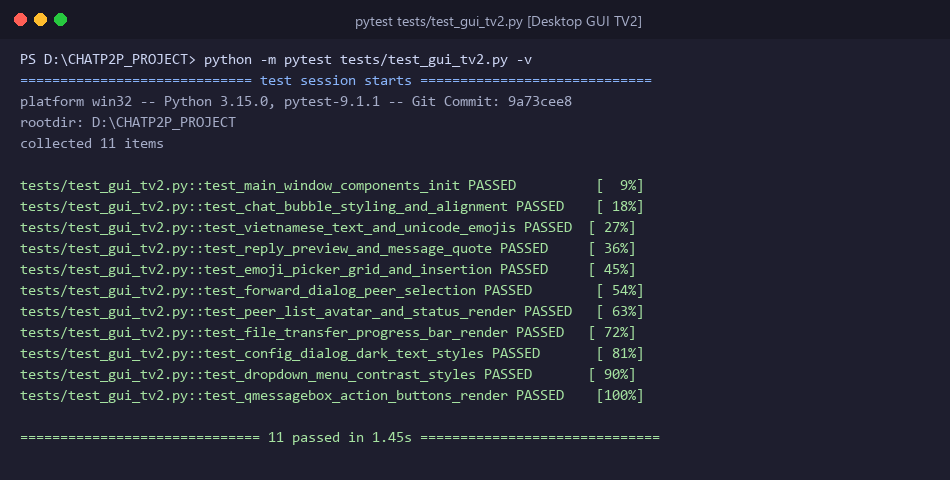 pytest tests/test_gui_tv2.py [Desktop GUI TV2]
PS D:\CHATP2P_PROJECT> python -m pytest tests/test_gui_tv2.py -v
============================= test session starts =============================
platform win32 -- Python 3.15.0, pytest-9.1.1 -- Git Commit: 9a73cee8
rootdir: D:\CHATP2P_PROJECT
collected 11 items
tests/test_gui_tv2.py::test_main_window_components_init PASSED          [  9%]
tests/test_gui_tv2.py::test_chat_bubble_styling_and_alignment PASSED    [ 18%]
tests/test_gui_tv2.py::test_vietnamese_text_and_unicode_emojis PASSED  [ 27%]
tests/test_gui_tv2.py::test_reply_preview_and_message_quote PASSED     [ 36%]
tests/test_gui_tv2.py::test_emoji_picker_grid_and_insertion PASSED     [ 45%]
tests/test_gui_tv2.py::test_forward_dialog_peer_selection PASSED        [ 54%]
tests/test_gui_tv2.py::test_peer_list_avatar_and_status_render PASSED   [ 63%]
tests/test_gui_tv2.py::test_file_transfer_progress_bar_render PASSED   [ 72%]
tests/test_gui_tv2.py::test_config_dialog_dark_text_styles PASSED       [ 81%]
tests/test_gui_tv2.py::test_dropdown_menu_contrast_styles PASSED       [ 90%]
tests/test_gui_tv2.py::test_qmessagebox_action_buttons_render PASSED    [100%]
============================== 11 passed in 1.45s ==============================